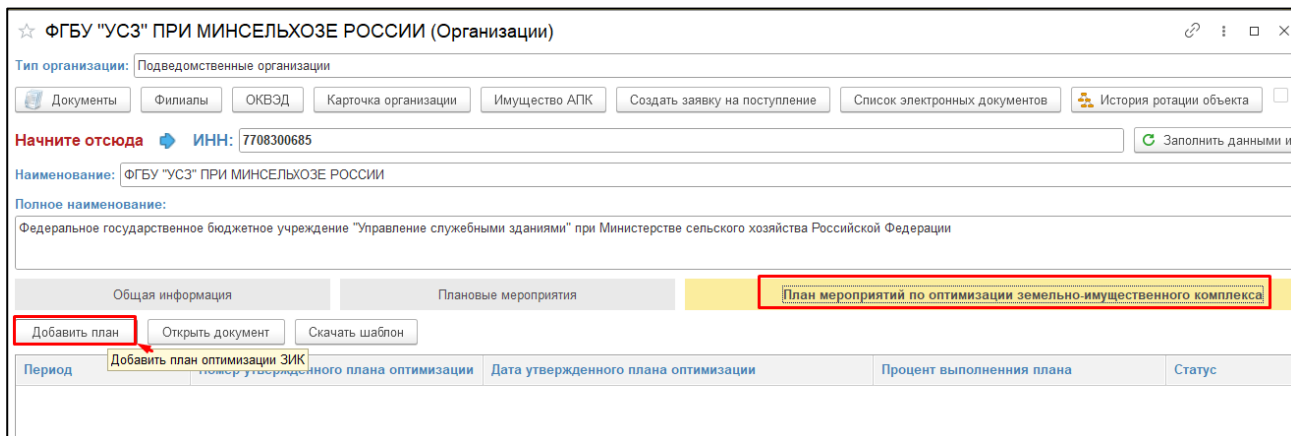 ФГБУ "УСЗ" ПРИ МИНСЕЛЬХОЗЕ РОССИИ (Организации)
Тип организации: Подведомственные организации
Документы Филиалы ОКВЭД Карточка организации Имущество АПК Создать заявку на поступление Список электронных документов История ротации объекта
Начните отсюда ИНН: 7708300685 Заполнить данными и
Наименование: ФГБУ "УСЗ" ПРИ МИНСЕЛЬХОЗЕ РОССИИ
Полное наименование:
Федеральное государственное бюджетное учреждение "Управление служебными зданиями" при Министерстве сельского хозяйства Российской Федерации
Общая информация Плановые мероприятия План мероприятий по оптимизации земельно-имущественного комплекса
Добавить план Открыть документ Скачать шаблон
Добавить план оптимизации ЗИК
Период Номер утвержденного плана оптимизации Дата утвержденного плана оптимизации Процент выполненния плана Статус